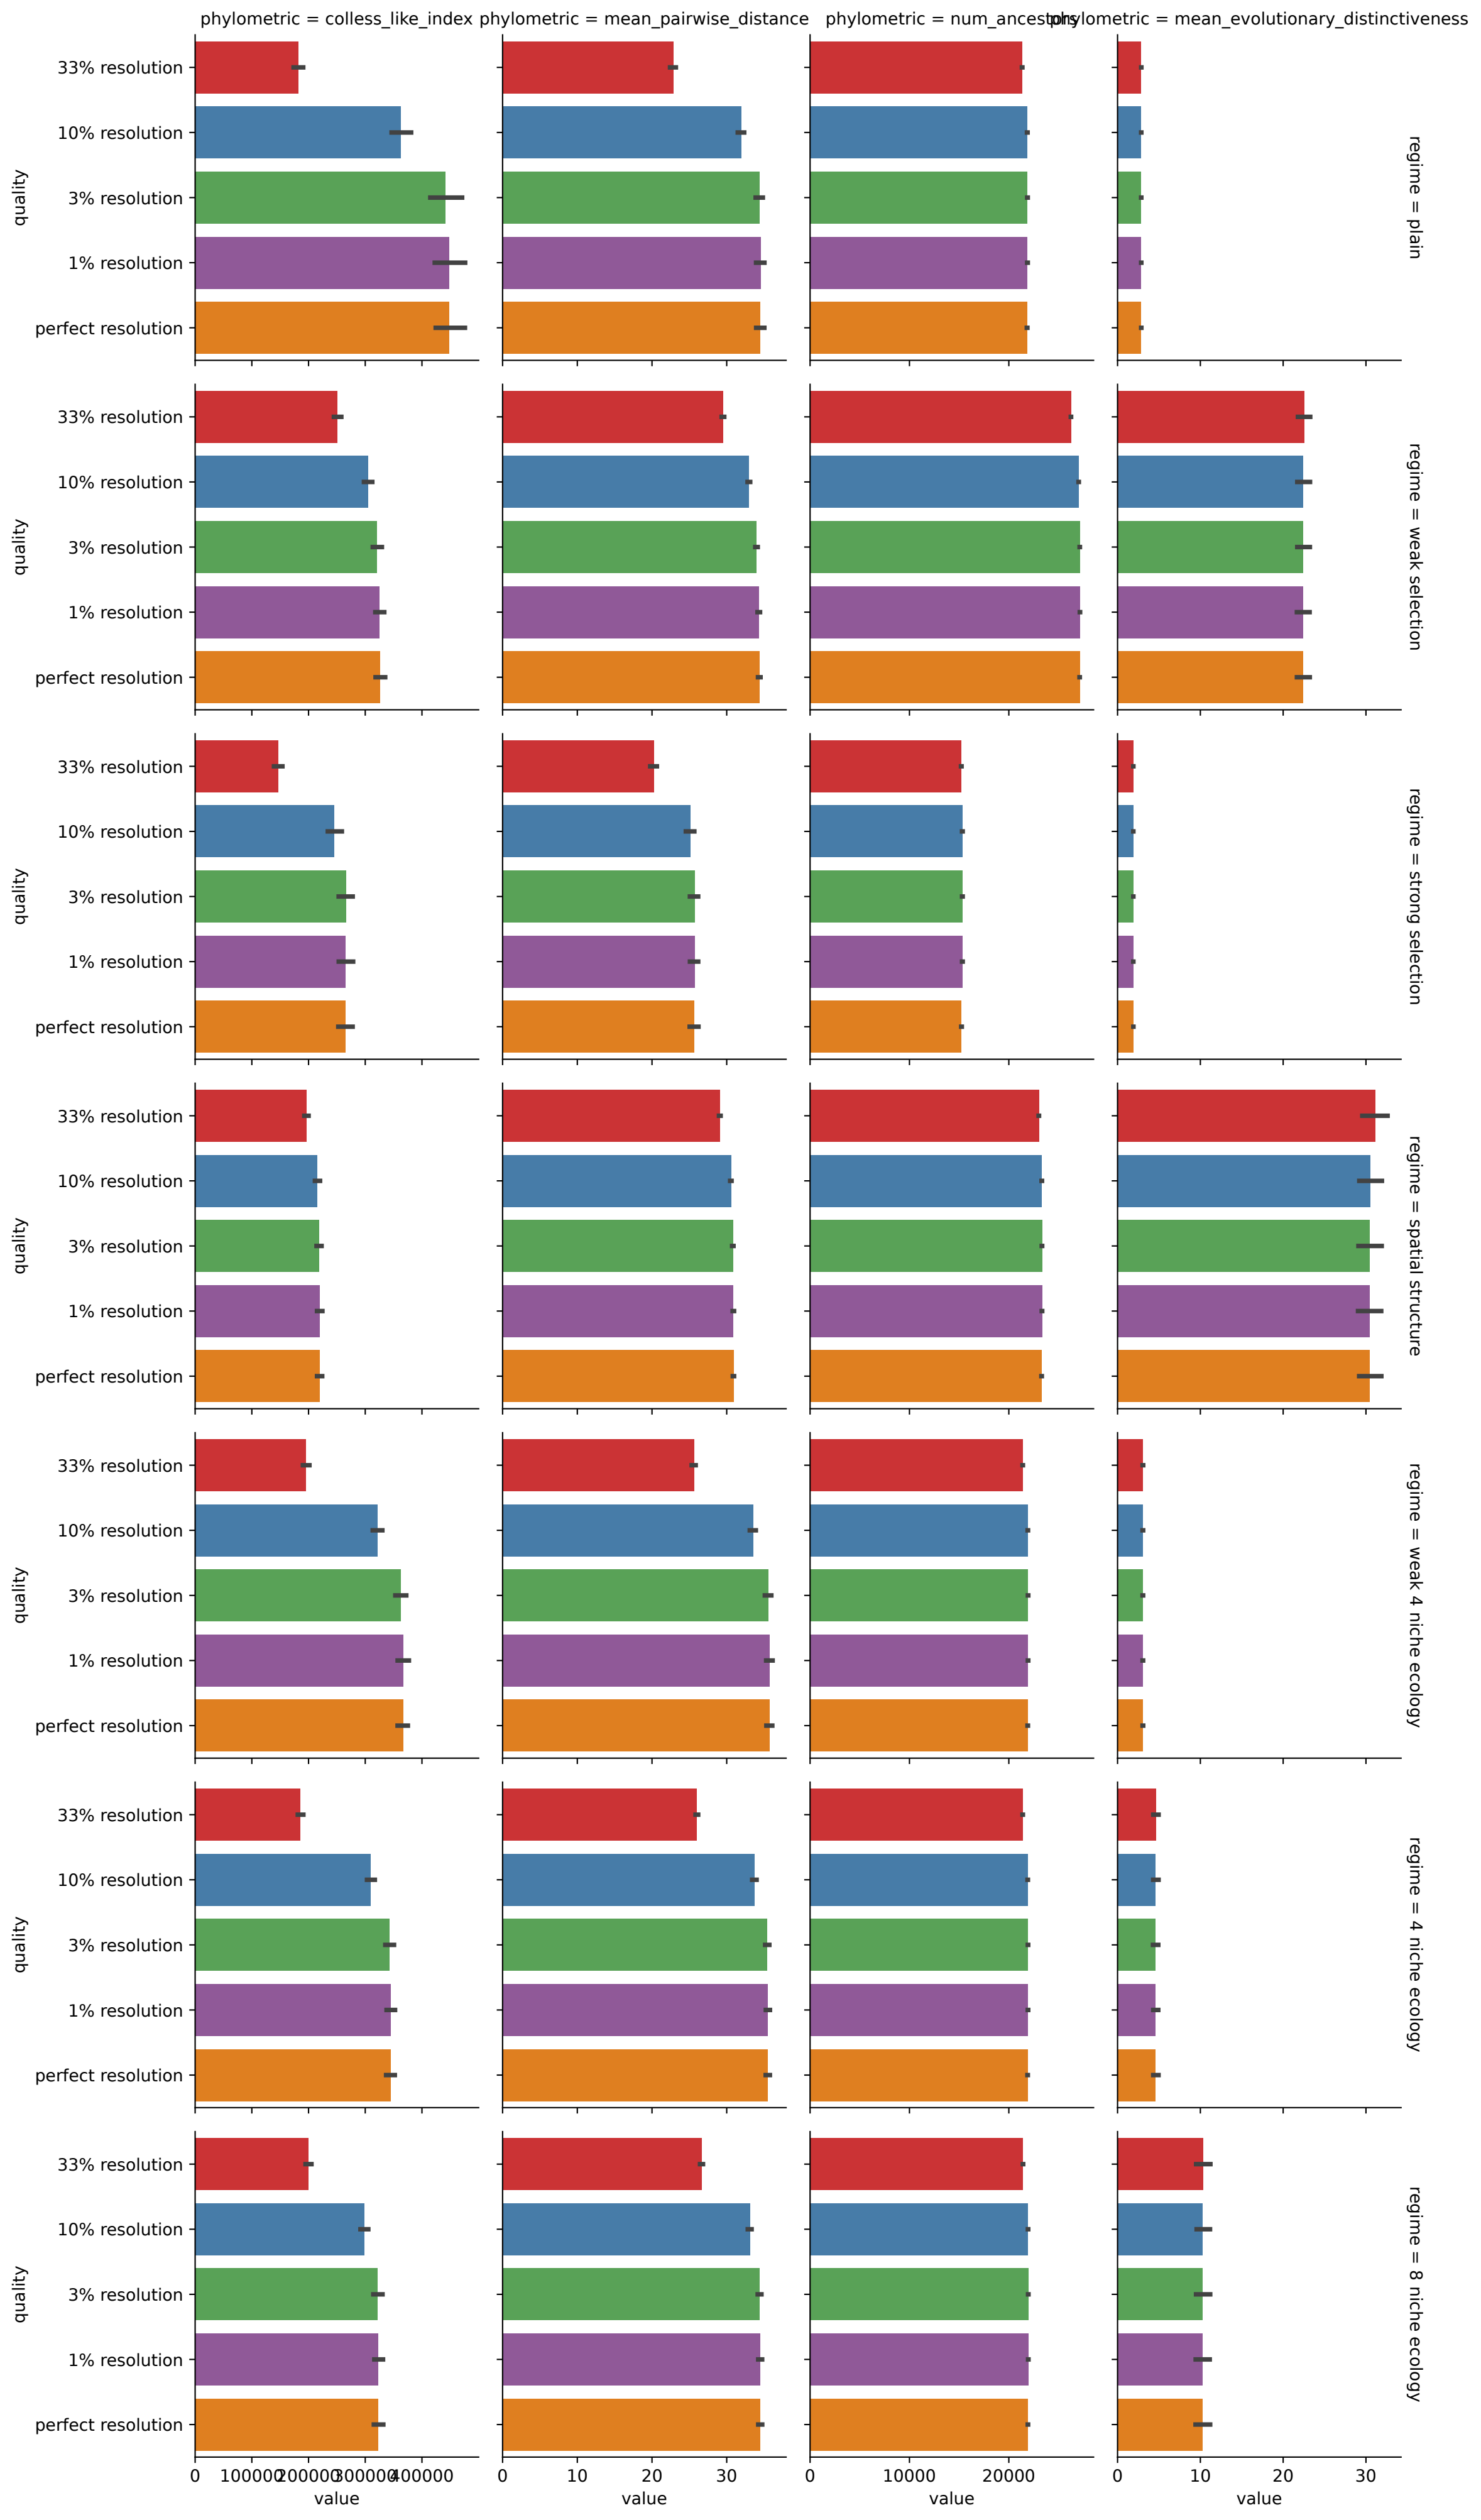 phylometric = colless_like_index
phylometric = mean_pairwise_distance
phylometric = num_ancestors
phylometric = mean_evolutionary_distinctiveness
33% resolution
10% resolution
3% resolution
1% resolution
perfect resolution
quality
regime = plain
33% resolution
10% resolution
3% resolution
1% resolution
perfect resolution
quality
regime = weak selection
33% resolution
10% resolution
3% resolution
1% resolution
perfect resolution
quality
regime = strong selection
33% resolution
10% resolution
3% resolution
1% resolution
perfect resolution
quality
regime = spatial structure
33% resolution
10% resolution
3% resolution
1% resolution
perfect resolution
quality
regime = weak 4 niche ecology
33% resolution
10% resolution
3% resolution
1% resolution
perfect resolution
quality
regime = 4 niche ecology
33% resolution
10% resolution
3% resolution
1% resolution
perfect resolution
quality
regime = 8 niche ecology
0 100000 200000 300000 400000
0 10 20 30
0 10000 20000
0 10 20 30
value
value
value
value